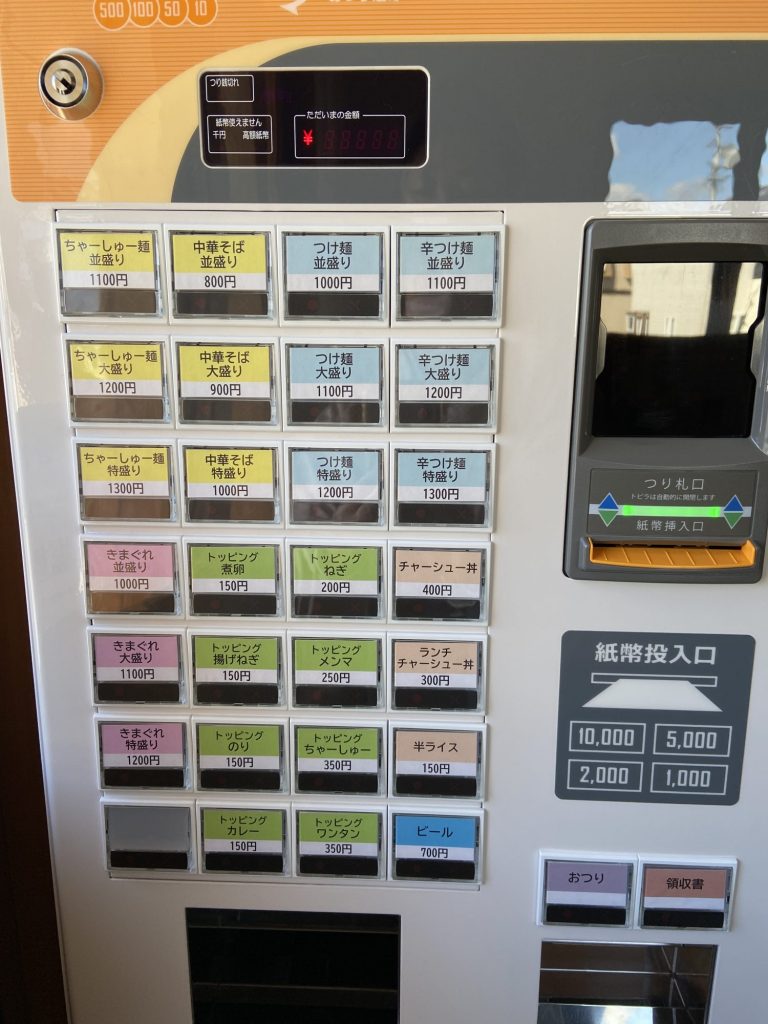 500 100 50 10
つり銭切れ
紙幣使えません
千円 高額紙幣
ただいまの金額
¥
ちゃーしゅー麺
並盛り
1100円
中華そば
並盛り
800円
つけ麺
並盛り
1000円
辛つけ麺
並盛り
1100円
ちゃーしゅー麺
大盛り
1200円
中華そば
大盛り
900円
つけ麺
大盛り
1100円
辛つけ麺
大盛り
1200円
ちゃーしゅー麺
特盛り
1300円
中華そば
特盛り
1000円
つけ麺
特盛り
1200円
辛つけ麺
特盛り
1300円
きまぐれ
並盛り
1000円
トッピング
煮卵
150円
トッピング
ねぎ
200円
チャーシュー丼
400円
きまぐれ
大盛り
1100円
トッピング
揚げねぎ
150円
トッピング
メンマ
250円
ランチ
チャーシュー丼
300円
きまぐれ
特盛り
1200円
トッピング
のり
150円
トッピング
ちゃーしゅー
350円
半ライス
150円
トッピング
カレー
150円
トッピング
ワンタン
350円
ビール
700円
つり札口
トビラは自動的に開閉します
紙幣挿入口
紙幣投入口
10,000 5,000
2,000 1,000
おつり
領収書